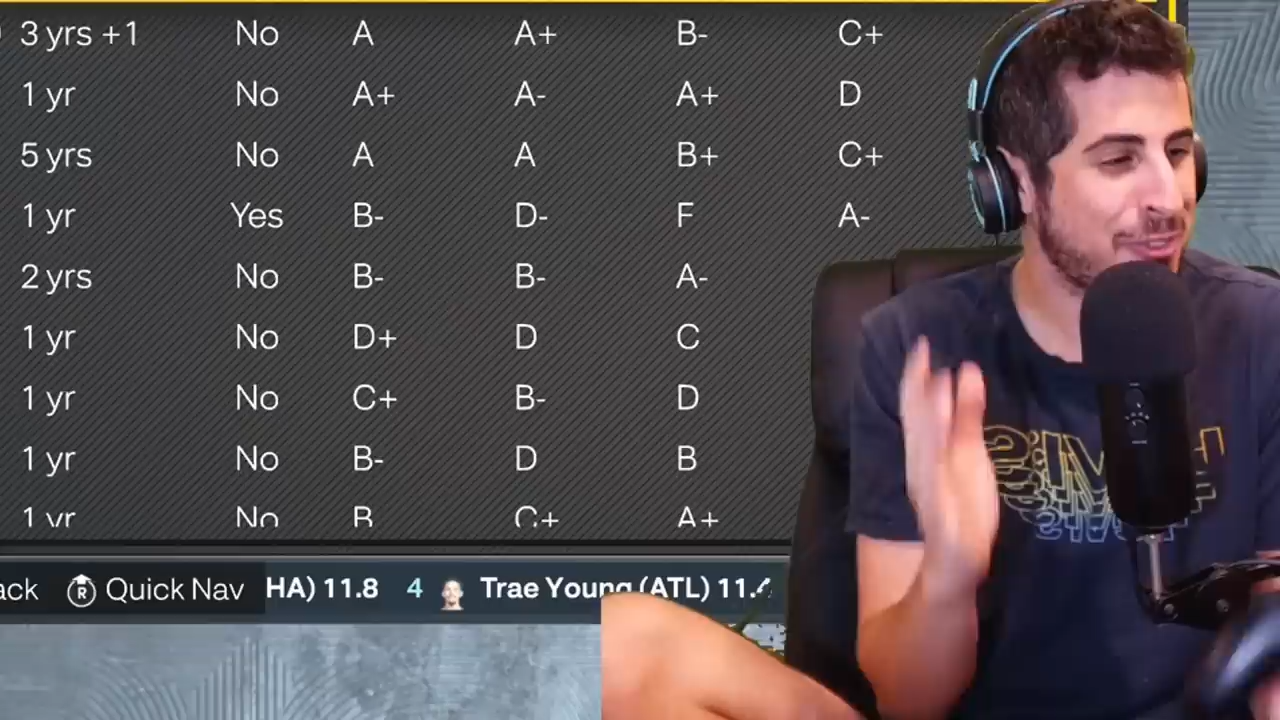 3 yrs +1 No A A+ B- C+
1 yr No A+ A- A+ D
5 yrs No A A B+ C+
1 yr Yes B- D- F A-
2 yrs No B- B- A-
1 yr No D+ D C
1 yr No C+ B- D
1 yr No B- D B
1 yr No B C+ A+
ack R Quick Nav HA) 11.8 4 Trae Young (ATL)